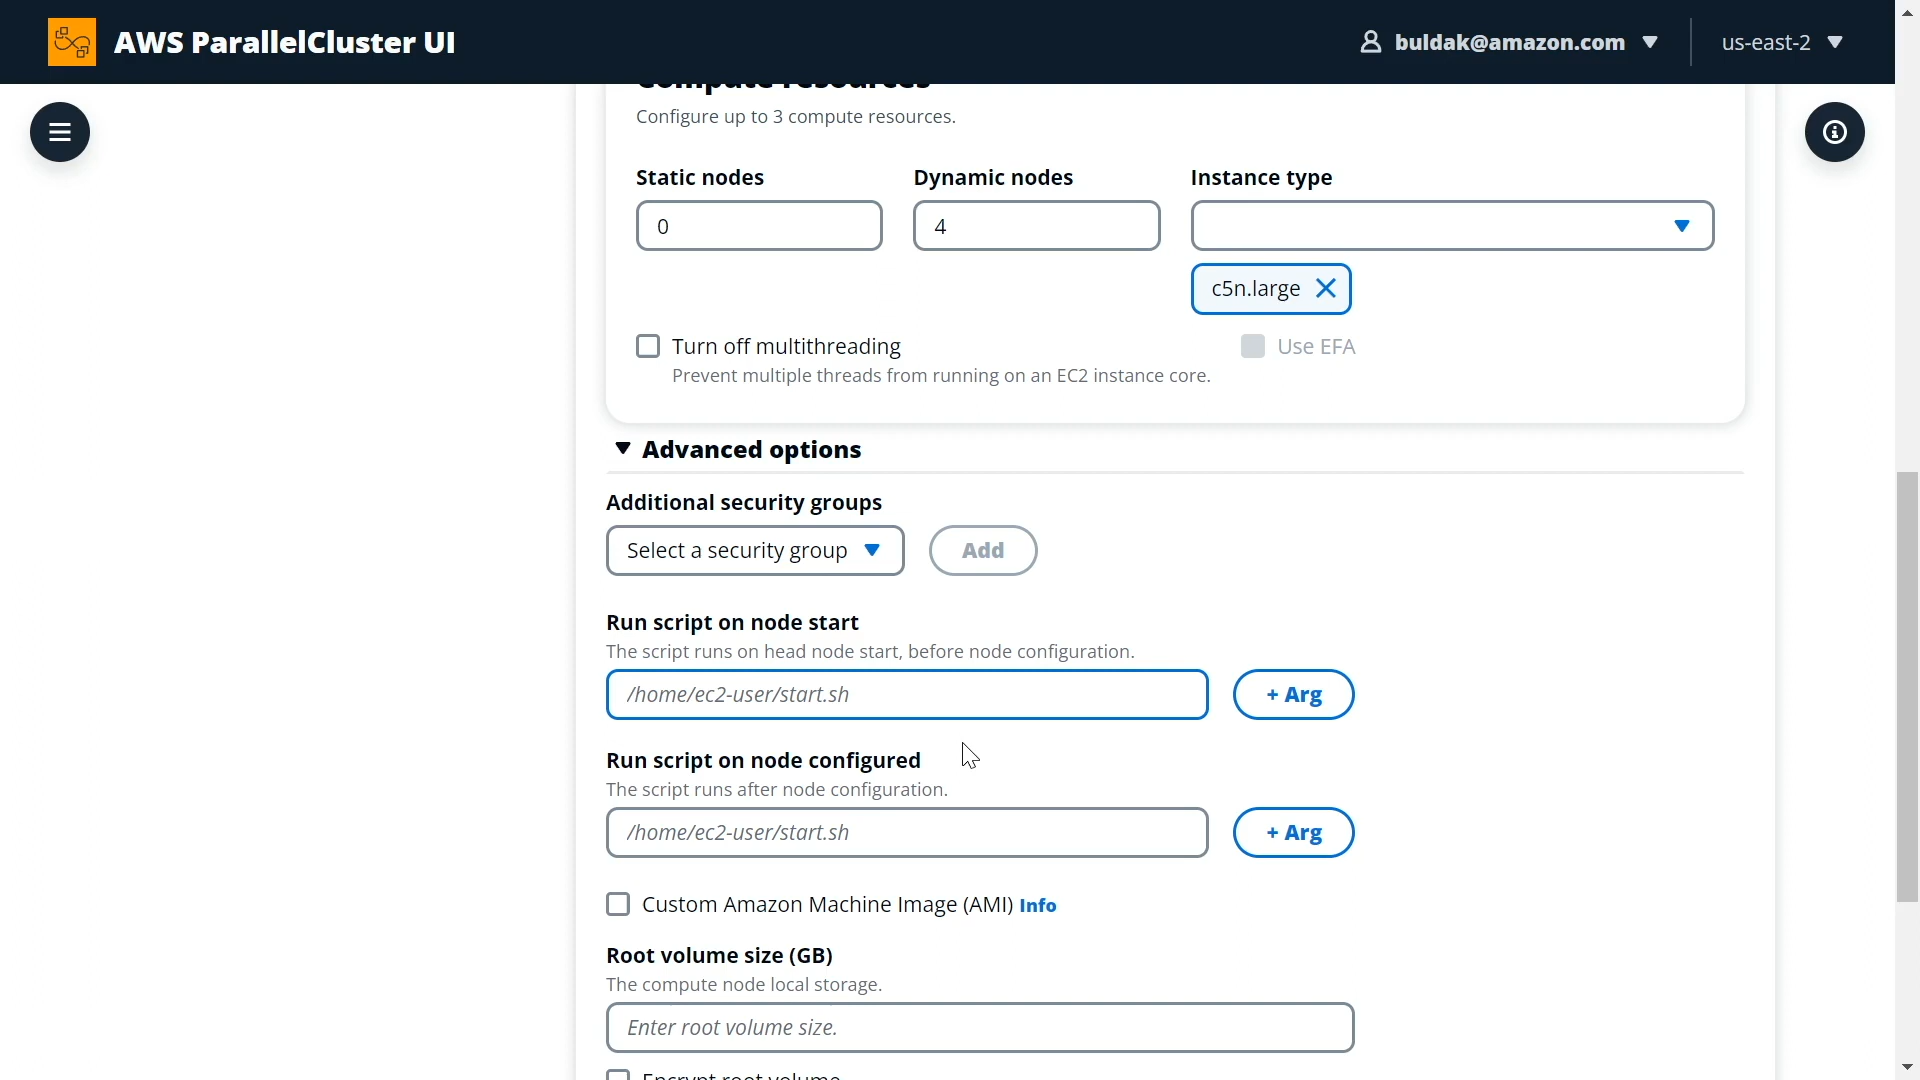 AWS ParallelCluster UI
buldak@amazon.com
us-east-2
Compute resources
Configure up to 3 compute resources.
Static nodes
Dynamic nodes
Instance type
0
4
c5n.large
Turn off multithreading
Use EFA
Prevent multiple threads from running on an EC2 instance core.
Advanced options
Additional security groups
Select a security group
Add
Run script on node start
The script runs on head node start, before node configuration.
/home/ec2-user/start.sh
+ Arg
Run script on node configured
The script runs after node configuration.
/home/ec2-user/start.sh
+ Arg
Custom Amazon Machine Image (AMI) Info
Root volume size (GB)
The compute node local storage.
Enter root volume size.
Encrypt root volume